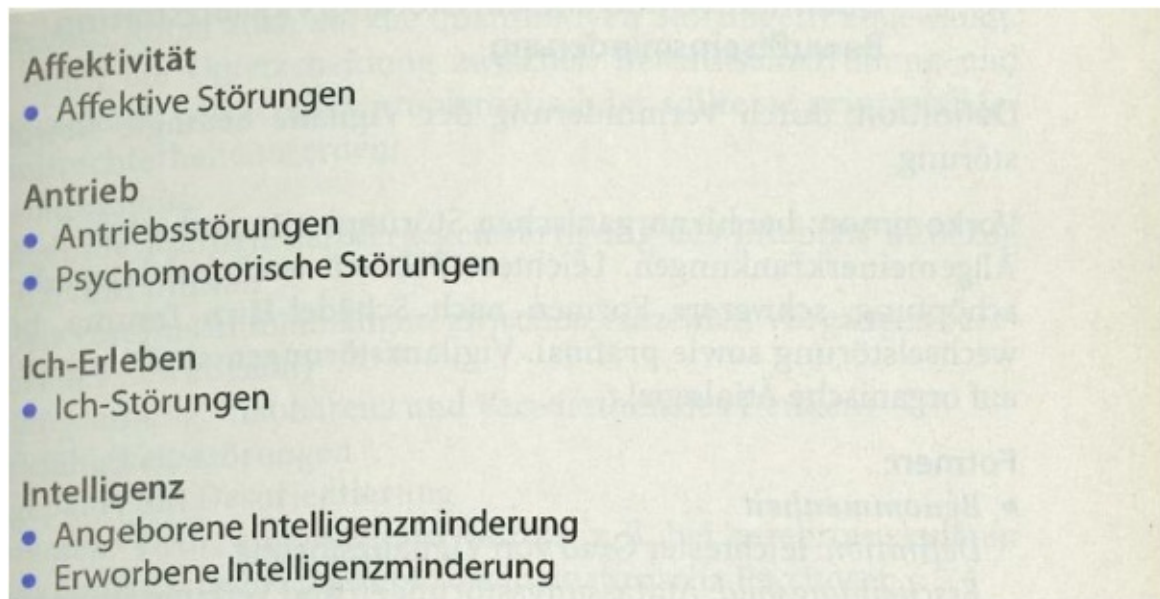 Affektivität
• Affektive Störungen
Antrieb
• Antriebsstörungen
• Psychomotorische Störungen
Ich-Erleben
• Ich-Störungen
Intelligenz
• Angeborene Intelligenzminderung
• Erworbene Intelligenzminderung